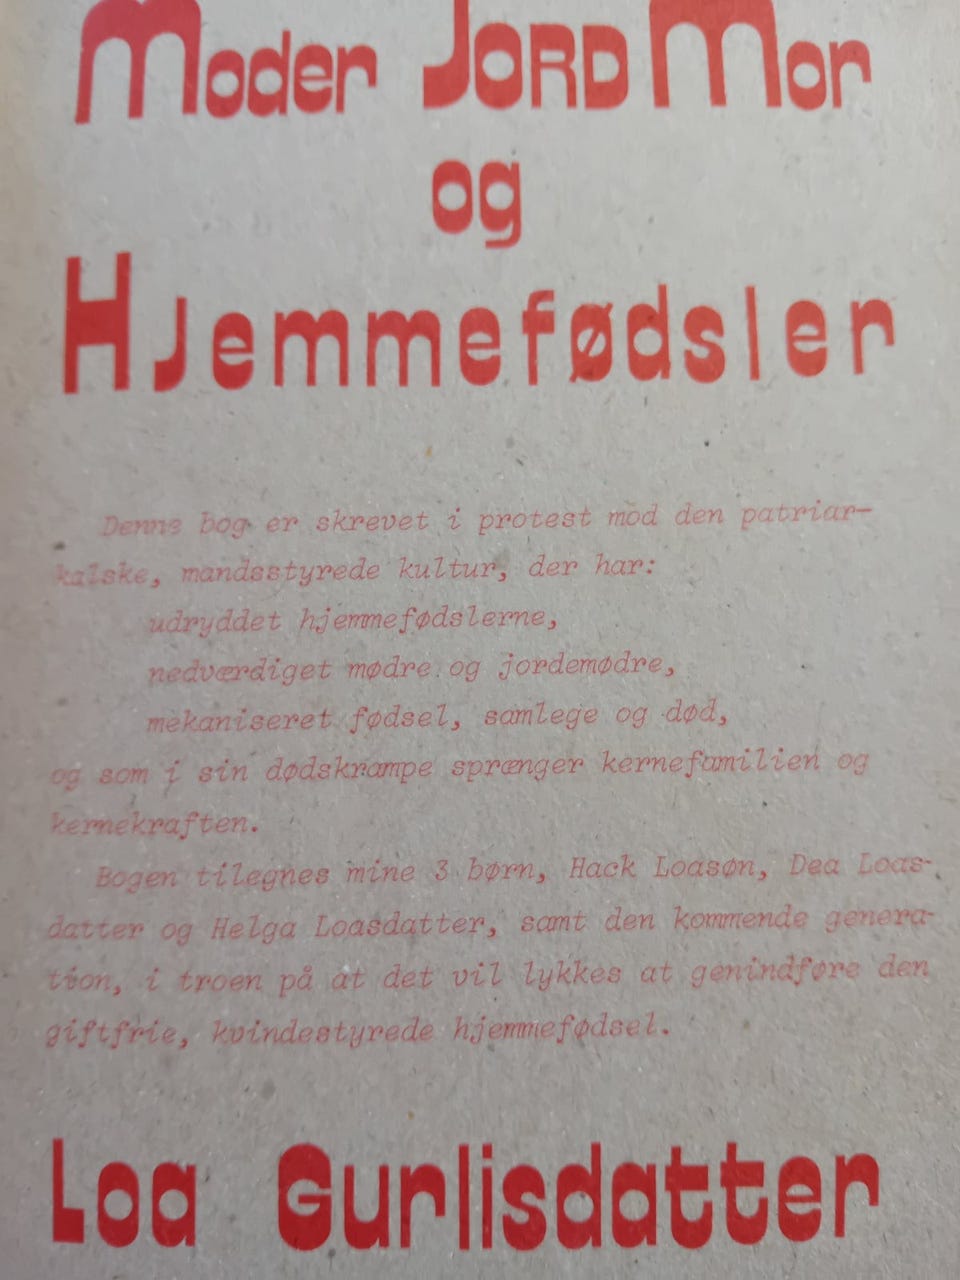 Moder JORD Mor
og
Hjemmefødsler
Denne bog er skrevet i protest mod den patriar-
kalske, mandsstyrede kultur, der har:
udryddet hjemmefødslerne,
nedværdiget mødre og jordemødre,
mekaniseret fødsel, samlege og død,
og som i sin dødskrampe sprænger kernefamilien og
kernekraften.
Bogen tilegnes mine 3 børn, Hack Loasøn, Dea Loas-
datter og Helga Loasdatter, samt den kommende genera-
tion, i troen på at det vil lykkes at genindføre den
giftfrie, kvindestyrede hjemmefødsel.
Loa Gurlisdatter